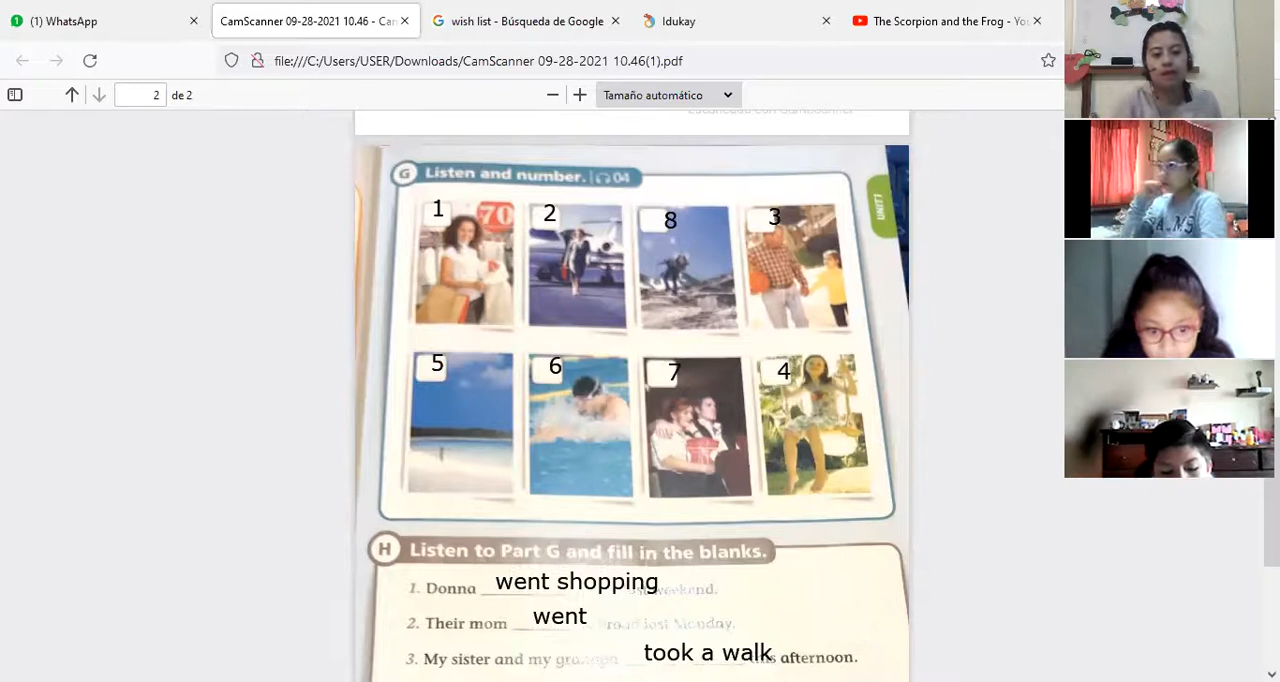 (1) WhatsApp
CamScanner 09-28-2021 10.46 - Ca
wish list - Búsqueda de Google
Idukay
The Scorpion and the Frog - Yo
file:///C:/Users/USER/Downloads/CamScanner 09-28-2021 10.46(1).pdf
2 de 2
Tamaño automático
G Listen and number. 04
UNIT 1
1 2 8 3
70
5 6 7 4
H Listen to Part G and fill in the blanks.
1. Donna went shopping weekend.
2. Their mom went last Monday.
3. My sister and my took a walk this afternoon.